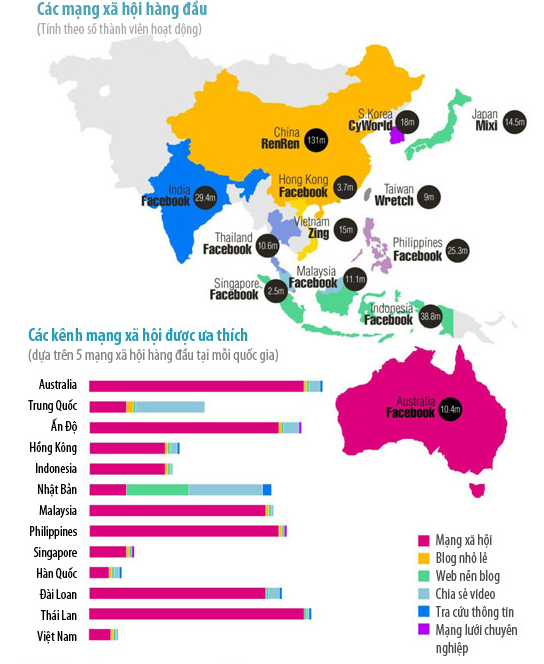 Các mạng xã hội hàng đầu
(Tính theo số thành viên hoạt động)
China
RenRen
131m
S.Korea
CyWorld
18m
Japan
Mixi
14.5m
India
Facebook
29.4m
Hong Kong
Facebook
3.7m
Taiwan
Wretch
9m
Vietnam
Zing
15m
Thailand
Facebook
10.6m
Philippines
Facebook
25.3m
Malaysia
Facebook
11.1m
Singapore
Facebook
2.5m
Indonesia
Facebook
38.8m
Australia
Facebook
10.4m
Các kênh mạng xã hội được ưa thích
(dựa trên 5 mạng xã hội hàng đầu tại mỗi quốc gia)
Australia
Trung Quốc
Ấn Độ
Hồng Kông
Indonesia
Nhật Bản
Malaysia
Philippines
Singapore
Hàn Quốc
Đài Loan
Thái Lan
Việt Nam
Mạng xã hội
Blog nhỏ lẻ
Web nền blog
Chia sẻ video
Tra cứu thông tin
Mạng lưới chuyên
nghiệp